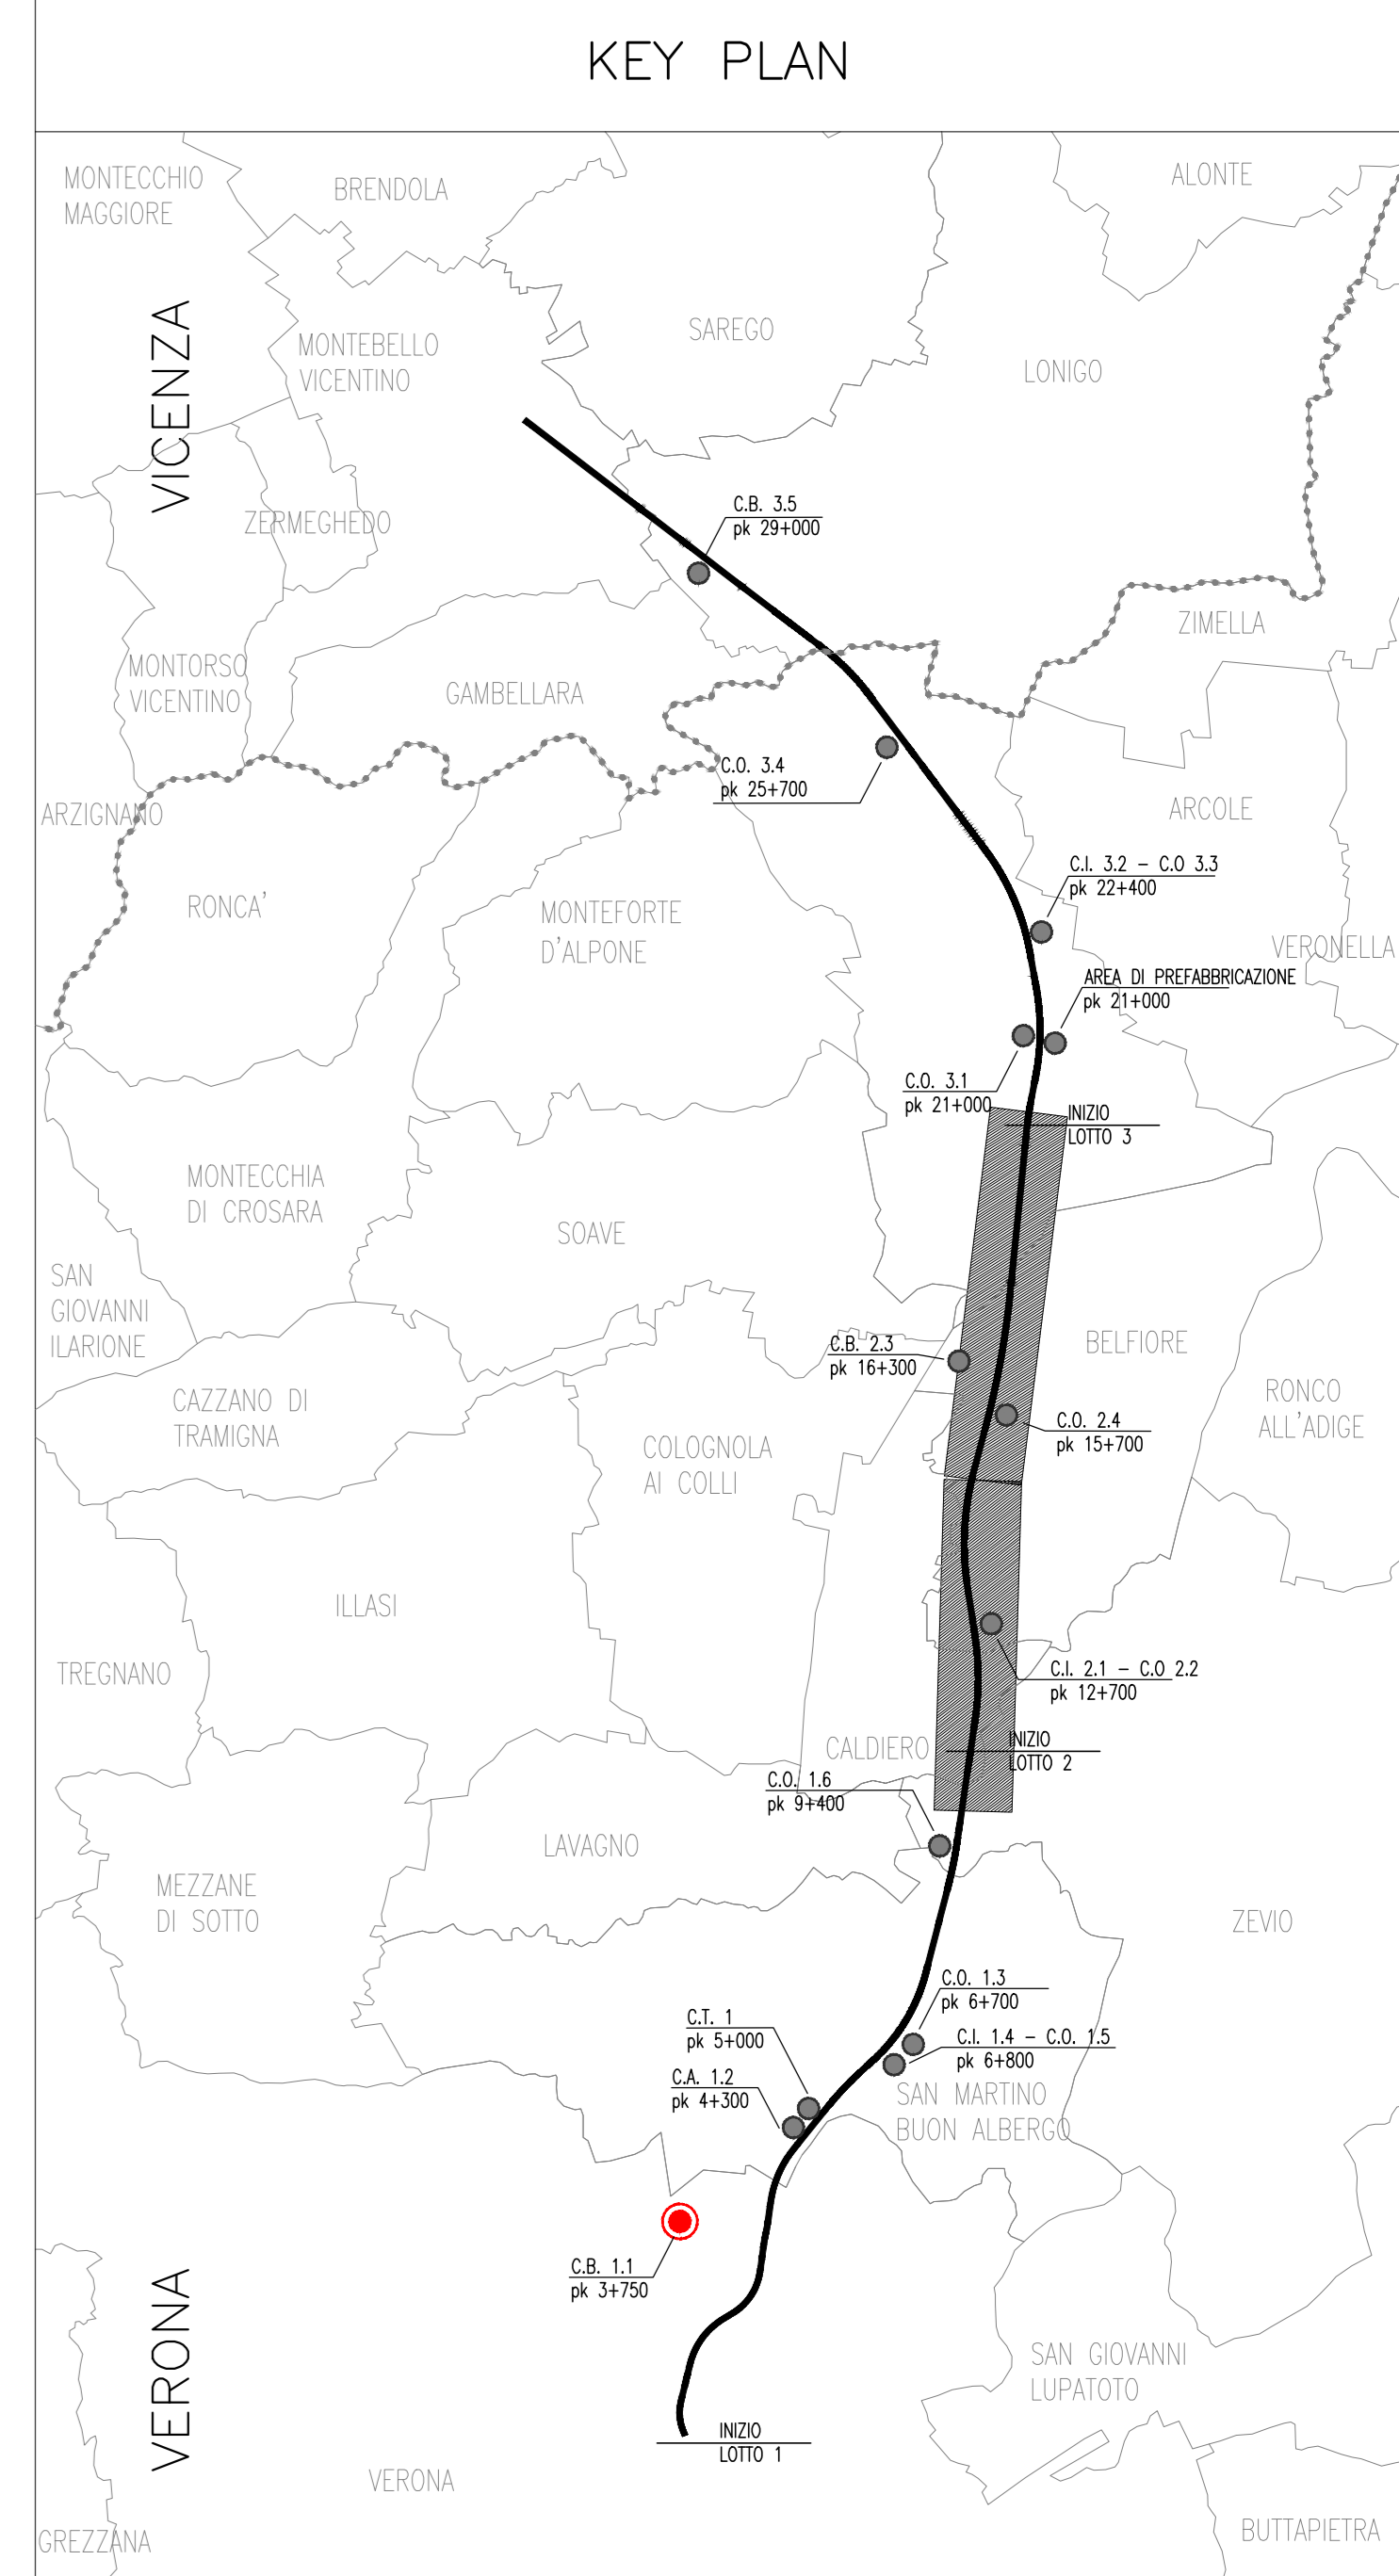 KEY PLAN
MONTECCHIO
MAGGIORE
BRENDOLA
ALONTE
VICENZA
MONTEBELLO
VICENTINO
SAREGO
LONIGO
C.B. 3.5
pk 29+000
ZERMEGHEDO
ZIMELLA
MONTORSO
VICENTINO
GAMBELLARA
C.O. 3.4
pk 25+700
ARZIGNANO
ARCOLE
C.I. 3.2 - C.O 3.3
pk 22+400
RONCA'
MONTEFORTE
D'ALPONE
VERONELLA
AREA DI PREFABBRICAZIONE
pk 21+000
C.O. 3.1
pk 21+000
INIZIO
LOTTO 3
MONTECCHIA
DI CROSARA
SOAVE
SAN
GIOVANNI
ILARIONE
C.B. 2.3
pk 16+300
BELFIORE
CAZZANO DI
TRAMIGNA
RONCO
ALL'ADIGE
C.O. 2.4
pk 15+700
COLOGNOLA
AI COLLI
ILLASI
TREGNANO
C.I. 2.1 - C.O 2.2
pk 12+700
CALDIERO
INIZIO
LOTTO 2
C.O. 1.6
pk 9+400
LAVAGNO
MEZZANE
DI SOTTO
ZEVIO
C.O. 1.3
pk 6+700
C.T. 1
pk 5+000
C.I. 1.4 - C.O. 1.5
pk 6+800
C.A. 1.2
pk 4+300
SAN MARTINO
BUON ALBERGO
C.B. 1.1
pk 3+750
VERONA
SAN GIOVANNI
LUPATOTO
INIZIO
LOTTO 1
VERONA
GREZZANA
BUTTAPIETRA